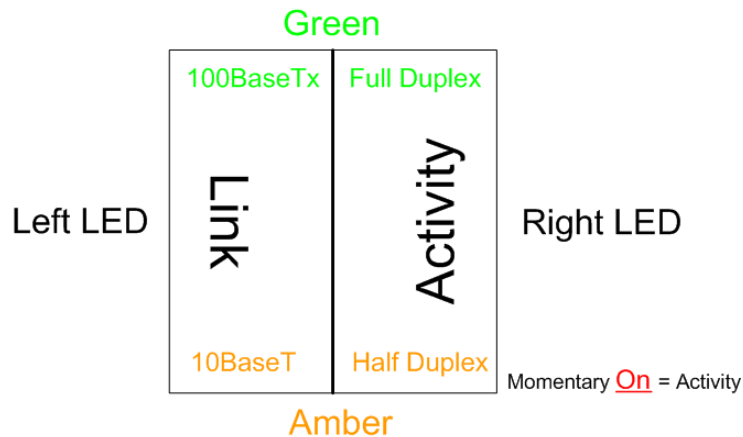 Green
100BaseTx
Full Duplex
Left LED
Link
Activity
Right LED
10BaseT
Half Duplex
Momentary On = Activity
Amber